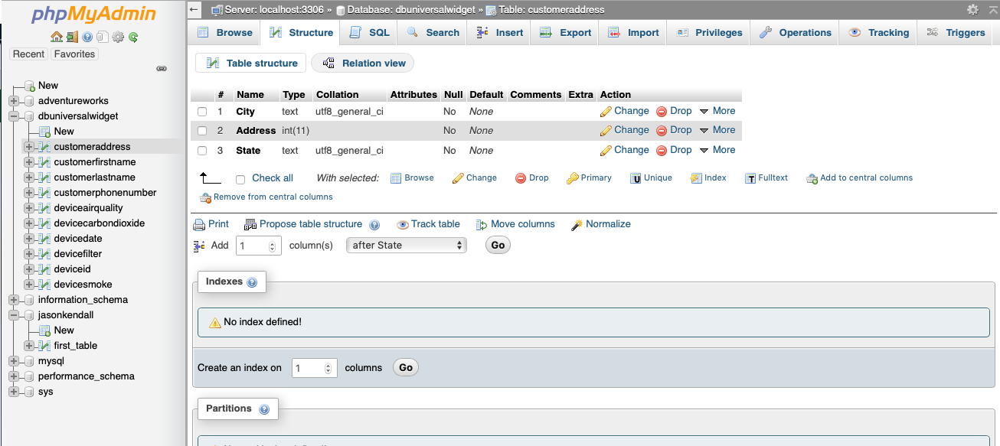 phpMyAdmin
Recent Favorites
New
adventureworks
dbuniversalwidget
New
customeraddress
customerfirstname
customerlastname
customerphonenumber
deviceairquality
devicecarbondioxide
devicedate
devicefilter
deviceid
devicesmoke
information_schema
jasonkendall
New
first_table
mysql
performance_schema
sys
Server: localhost:3306 » Database: dbuniversalwidget » Table: customeraddress
Browse Structure SQL Search Insert Export Import Privileges Operations Tracking Triggers
Table structure Relation view
# Name Type Collation Attributes Null Default Comments Extra Action
1 City text utf8_general_ci No None Change Drop More
2 Address int(11) No None Change Drop More
3 State text utf8_general_ci No None Change Drop More
Check all With selected: Browse Change Drop Primary Unique Index Fulltext Add to central columns
Remove from central columns
Print Propose table structure Track table Move columns Normalize
Add 1 column(s) after State Go
Indexes
No index defined!
Create an index on 1 columns Go
Partitions